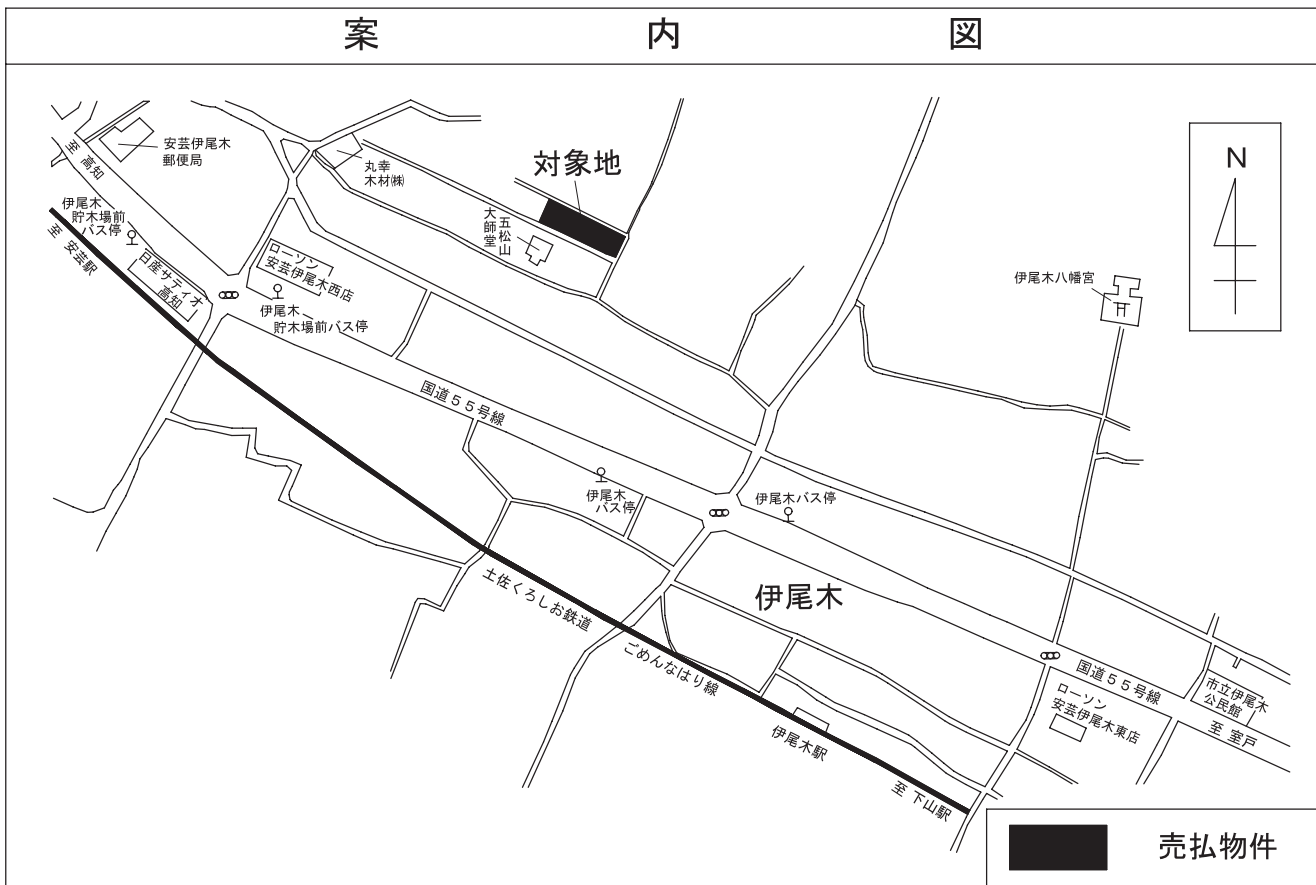 案内図
安芸伊尾木
郵便局
至 高知
丸幸
木材㈱
対象地
N
伊尾木
貯木場前
バス停
五松山
大師堂
至 安芸駅
日産サティオ
高知
ローソン
安芸伊尾木西店
伊尾木
貯木場前バス停
伊尾木八幡宮
国道55号線
伊尾木
バス停
伊尾木バス停
土佐くろしお鉄道
ごめんなはり線
伊尾木
国道55号線
市立伊尾木
公民館
ローソン
安芸伊尾木東店
至 室戸
伊尾木駅
至 下山駅
売払物件